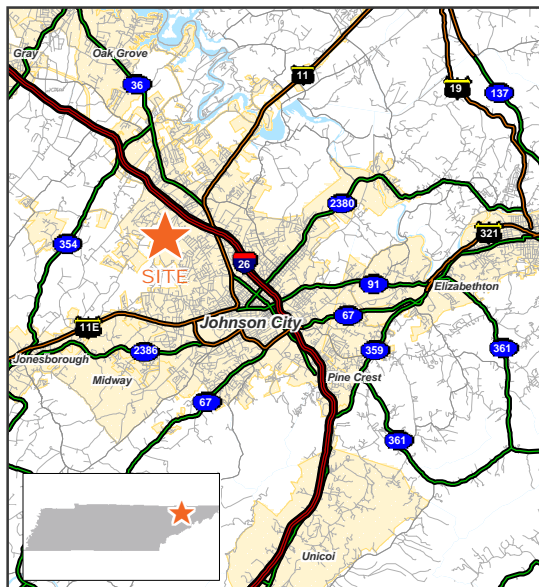 Gray
Oak Grove
36
11
19
137
2380
354
321
SITE
26
91
Elizabethton
11E
67
Johnson City
Jonesborough
2386
359
361
Midway
Pine Crest
67
361
Unicoi